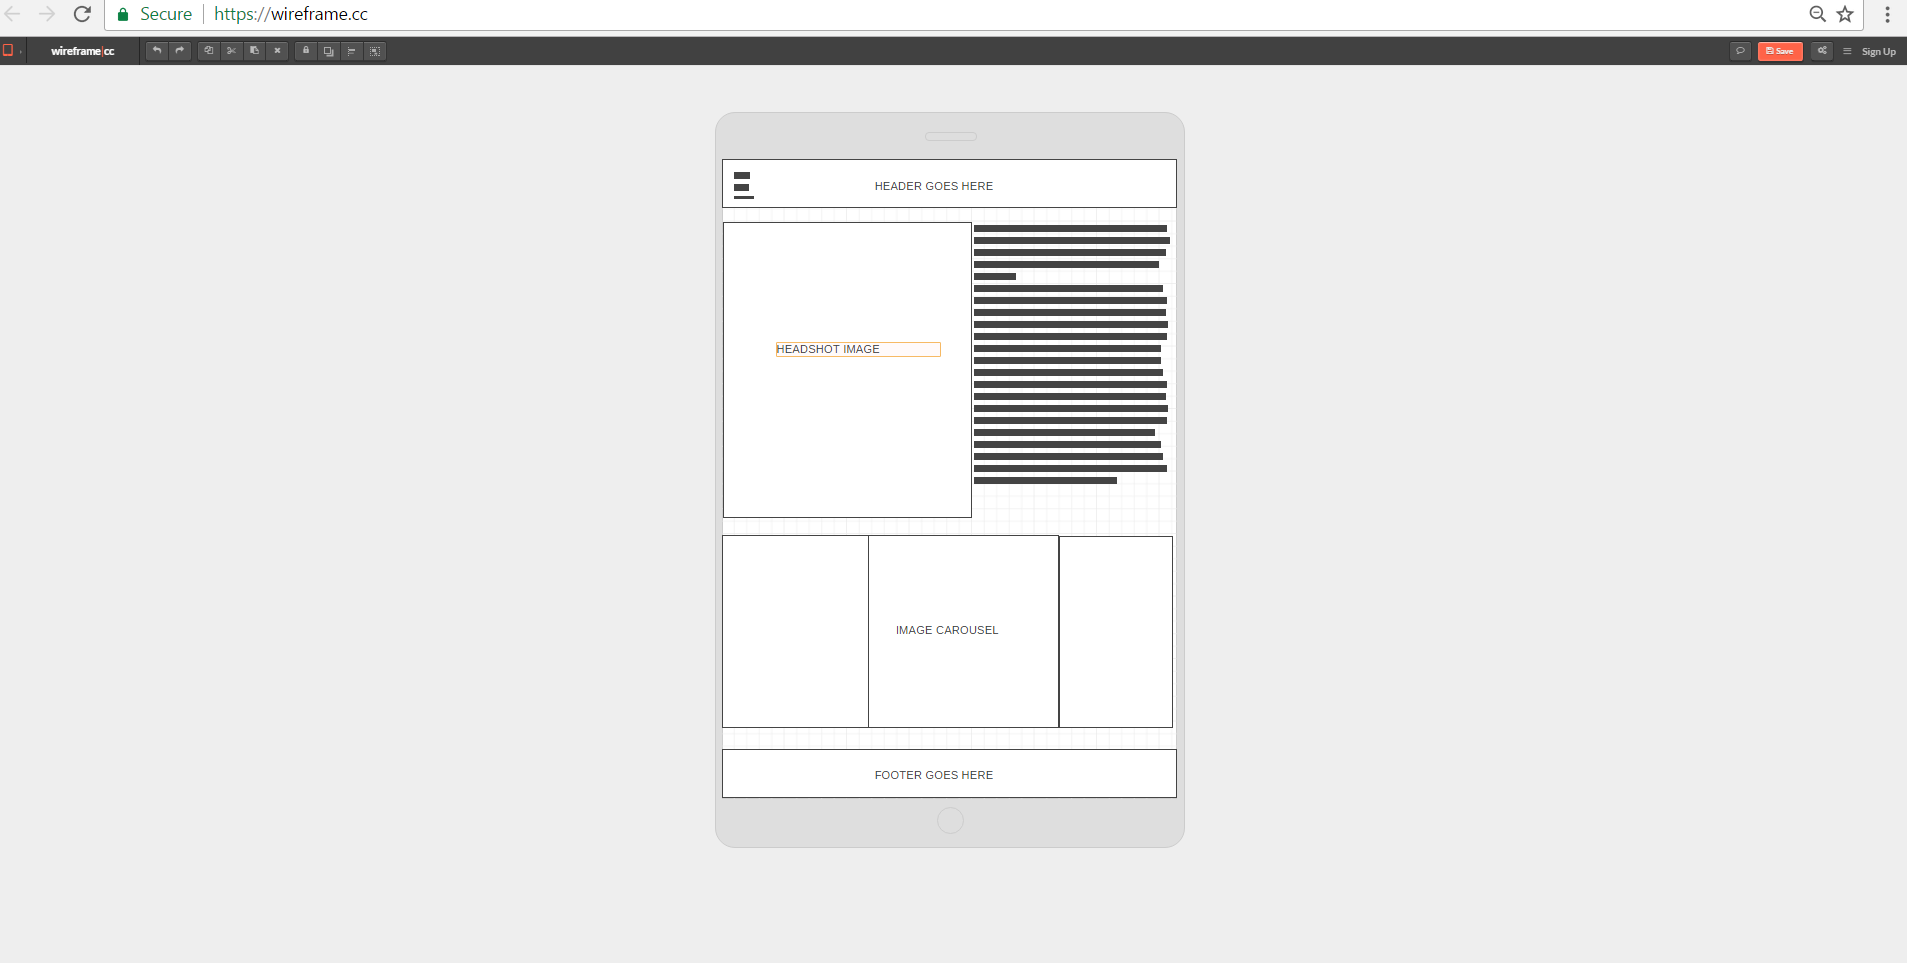 Secure https://wireframe.cc
wireframe|cc
Save
Sign Up
HEADER GOES HERE
HEADSHOT IMAGE
IMAGE CAROUSEL
FOOTER GOES HERE